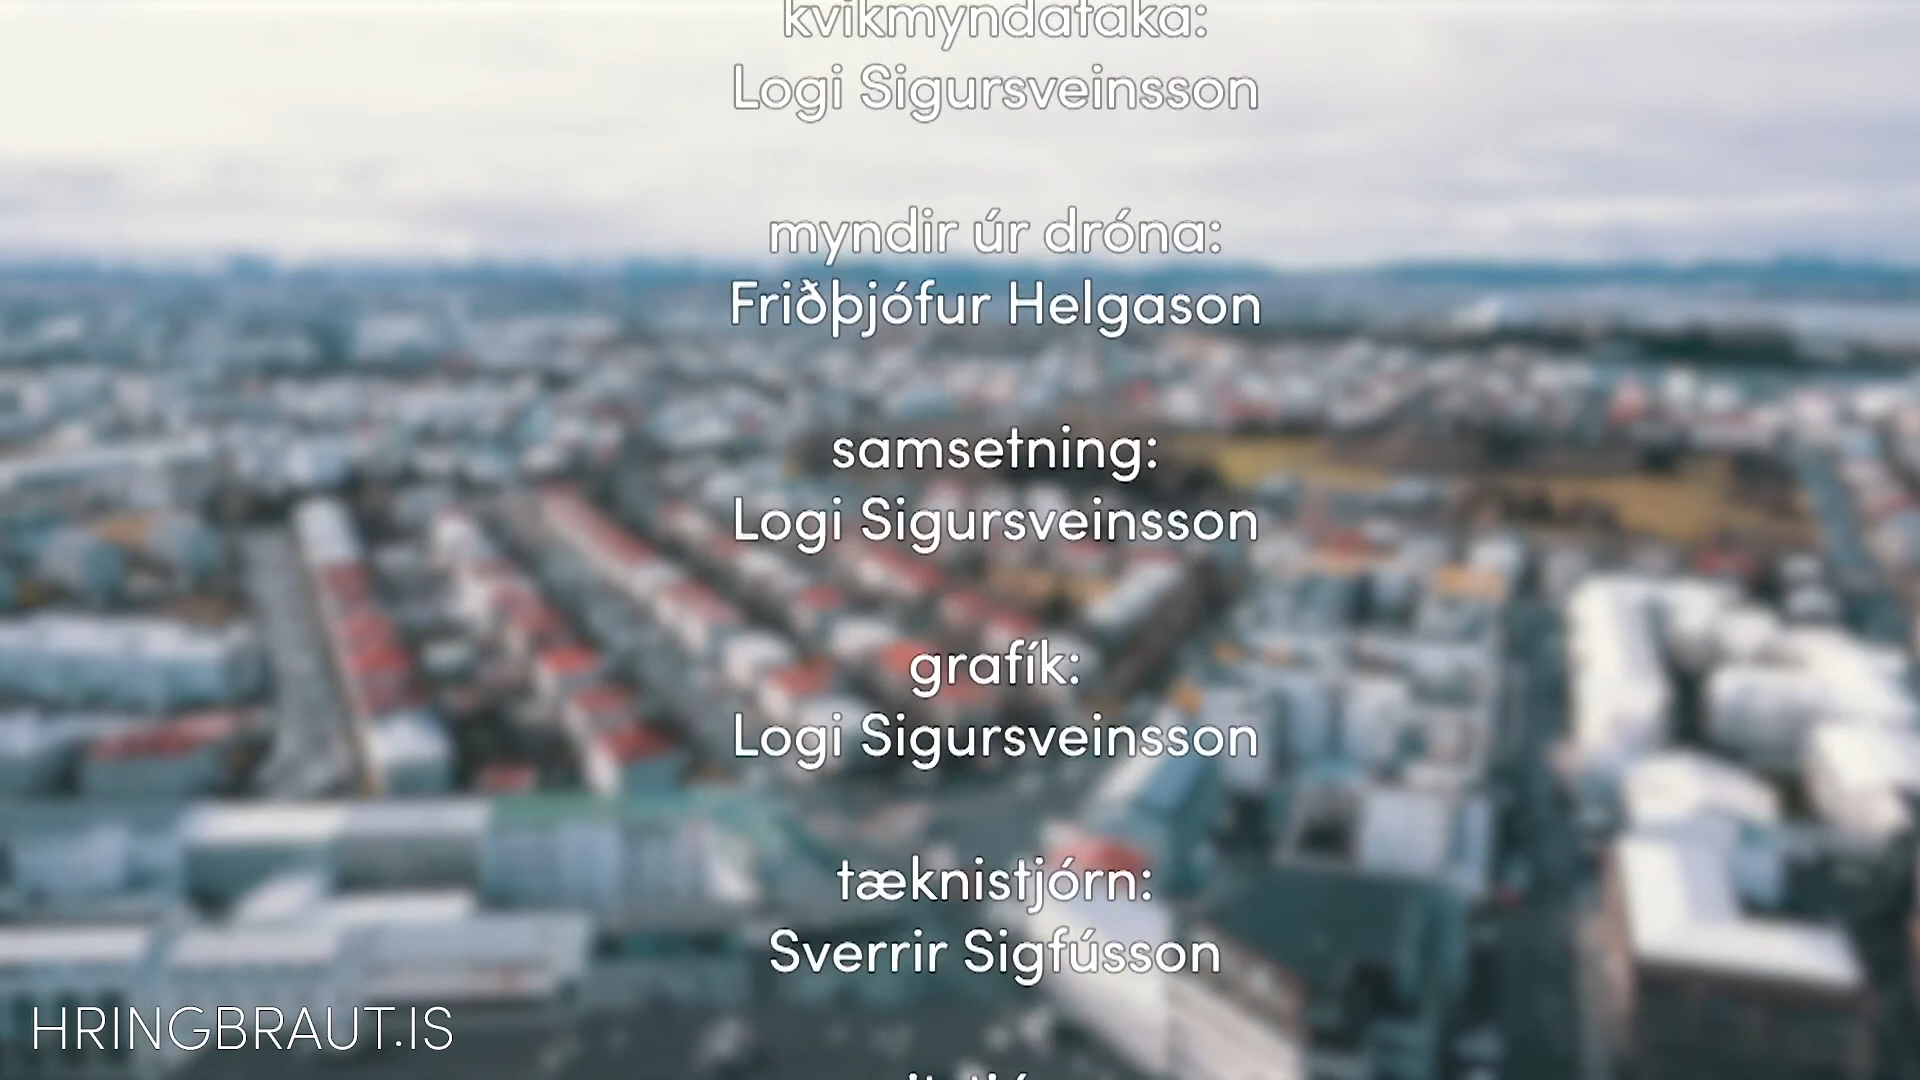 kvikmyndataka:
Logi Sigursveinsson
myndir úr dróna:
Friðþjófur Helgason
samsetning:
Logi Sigursveinsson
grafík:
Logi Sigursveinsson
tæknistjórn:
Sverrir Sigfússon
HRINGBRAUT.IS